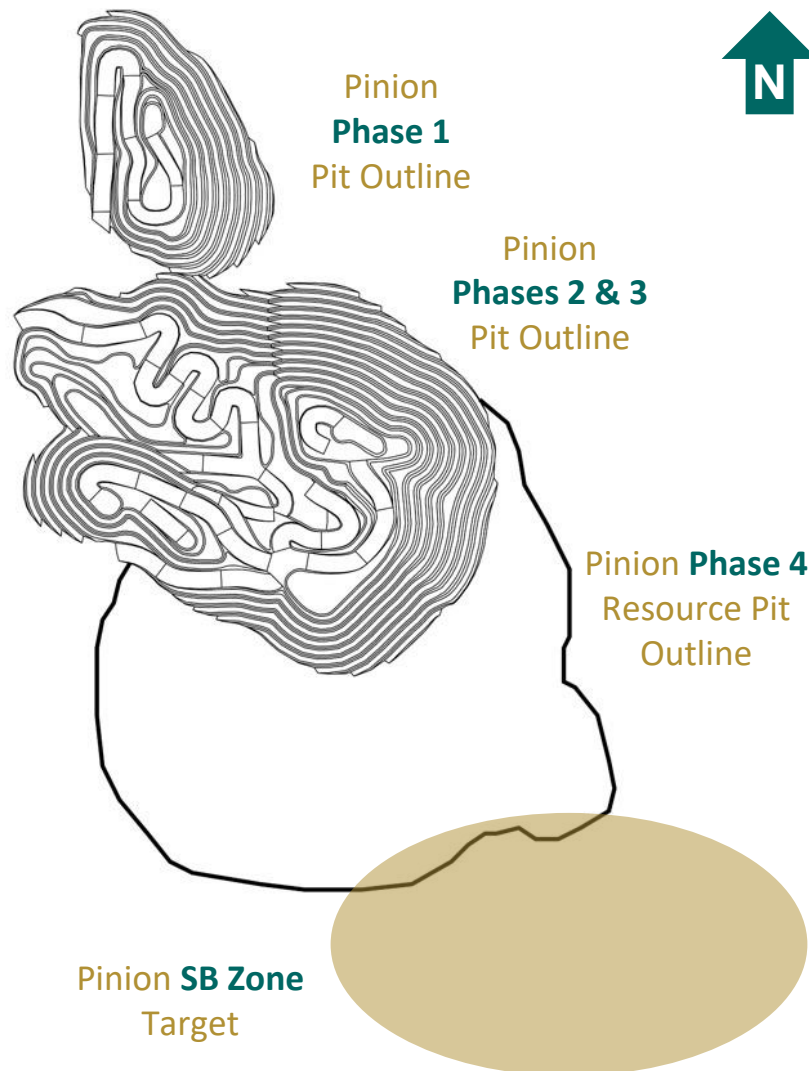 N
Pinion
Phase 1
Pit Outline
Pinion
Phases 2 & 3
Pit Outline
Pinion Phase 4
Resource Pit
Outline
Pinion SB Zone
Target